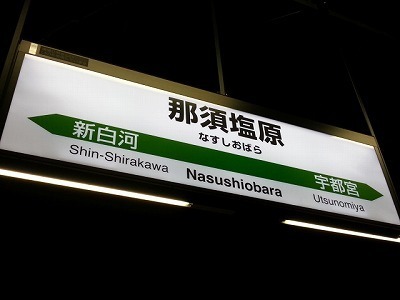 那須塩原
なすしおばら
新白河
Shin-Shirakawa
Nasushiobara
宇都宮
Utsunomiya